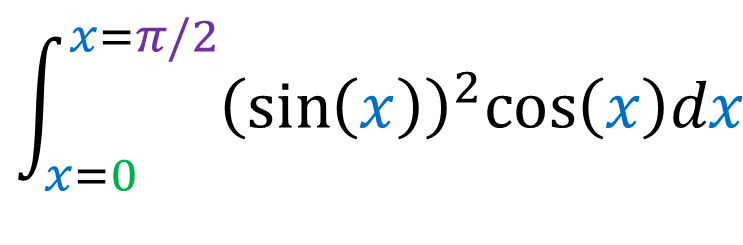 ∫ x=π/2 x=0 (sin(x))²cos(x)dx